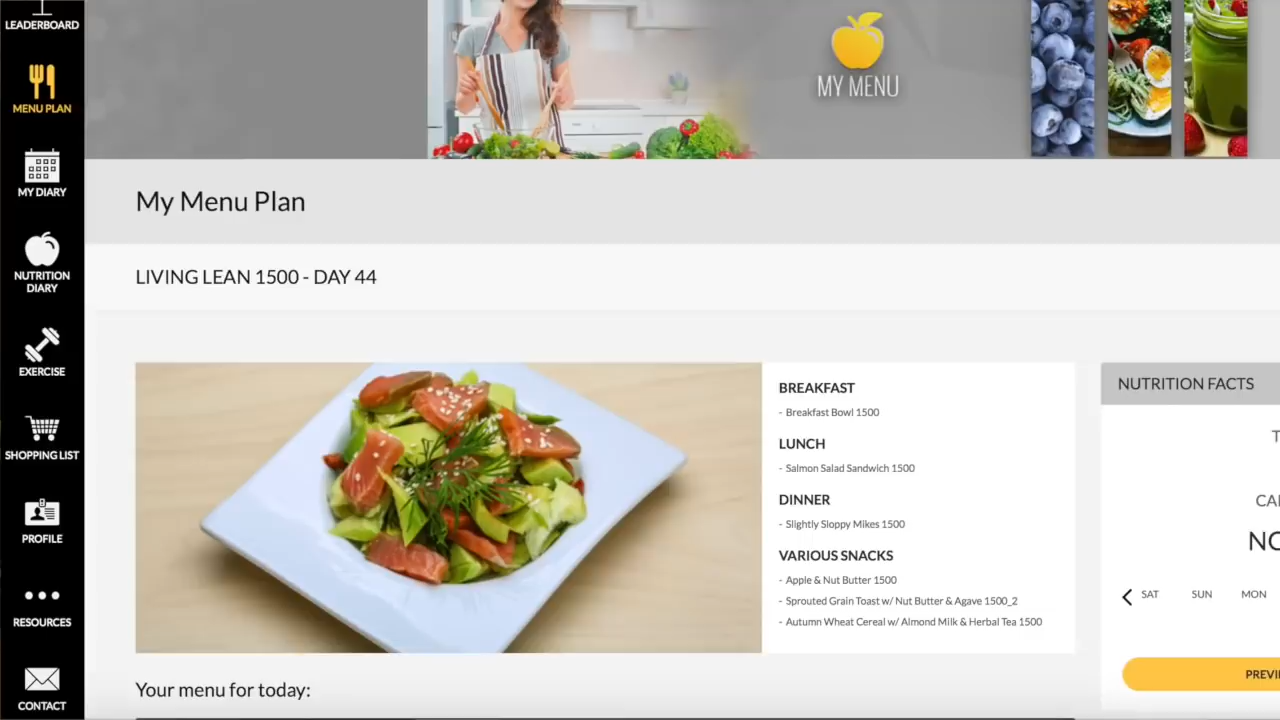 LEADERBOARD
MENU PLAN
MY DIARY
NUTRITION
DIARY
EXERCISE
SHOPPING LIST
PROFILE
RESOURCES
CONTACT
MY MENU
My Menu Plan
LIVING LEAN 1500 - DAY 44
BREAKFAST
- Breakfast Bowl 1500
LUNCH
- Salmon Salad Sandwich 1500
DINNER
- Slightly Sloppy Mikes 1500
VARIOUS SNACKS
- Apple & Nut Butter 1500
- Sprouted Grain Toast w/ Nut Butter & Agave 1500_2
- Autumn Wheat Cereal w/ Almond Milk & Herbal Tea 1500
Your menu for today:
NUTRITION FACTS
T
CAL
NO
SAT SUN MON
PREVI